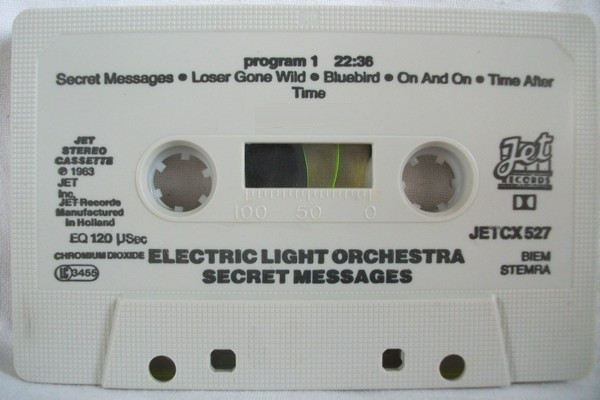 program 1 22:36
Secret Messages • Loser Gone Wild • Bluebird • On And On • Time After
Time
JET
STEREO
CASSETTE
℗ 1983
JET
Inc.
JET Records
Manufactured
in Holland
EQ 120 µSec
CHROMIUM DIOXIDE
3455
100 50 0
Jet
RECORDS
JETCX 527
BIEM
STEMRA
ELECTRIC LIGHT ORCHESTRA
SECRET MESSAGES